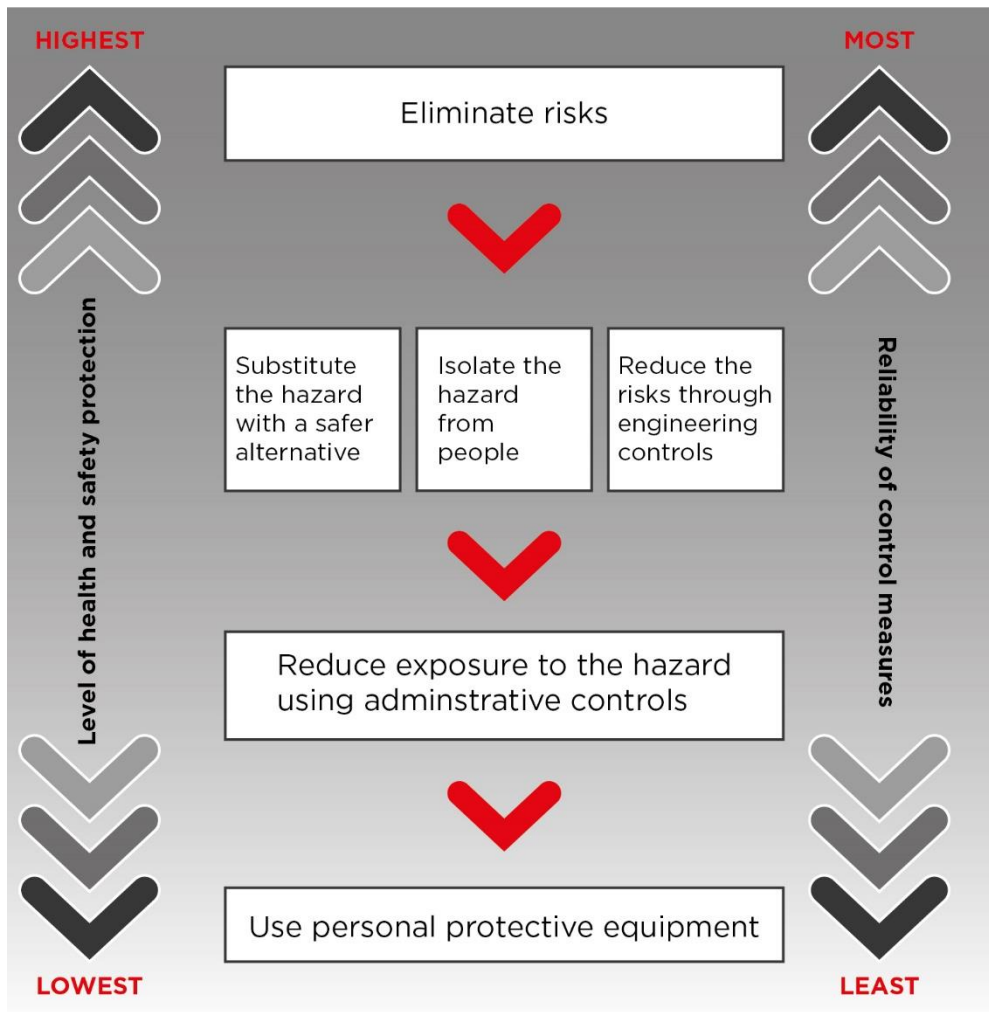 HIGHEST
MOST
Eliminate risks
Substitute
the hazard
with a safer
alternative
Isolate the
hazard
from
people
Reduce the
risks through
engineering
controls
Level of health and safety protection
Reliability of control measures
Reduce exposure to the hazard
using adminstrative controls
Use personal protective equipment
LOWEST
LEAST